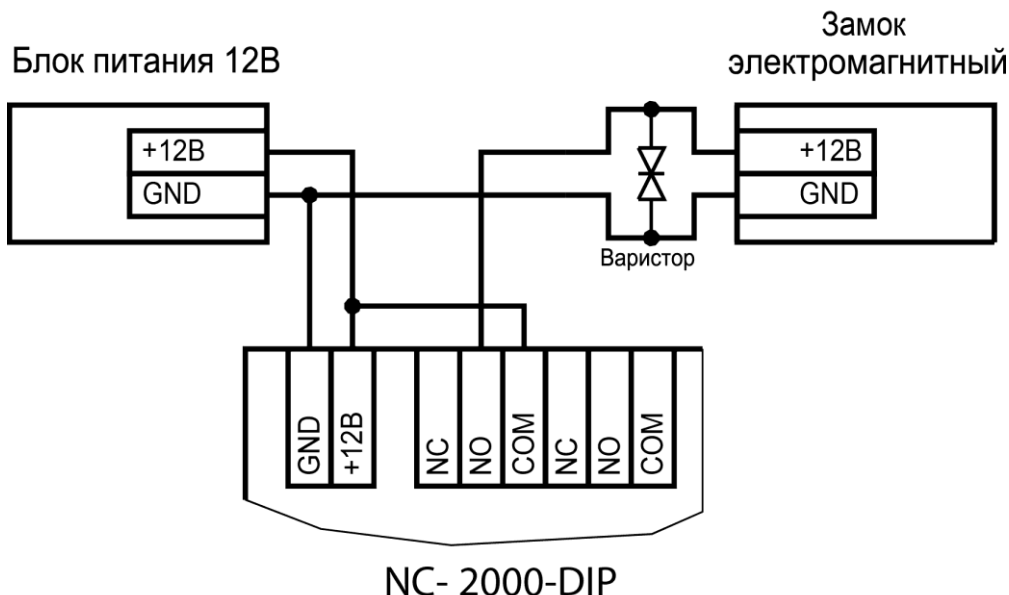 Замок
электромагнитный
Блок питания 12В
+12В
GND
+12В
GND
Варистор
GND
+12В
NC
NO
COM
NC
NO
COM
NC- 2000-DIP